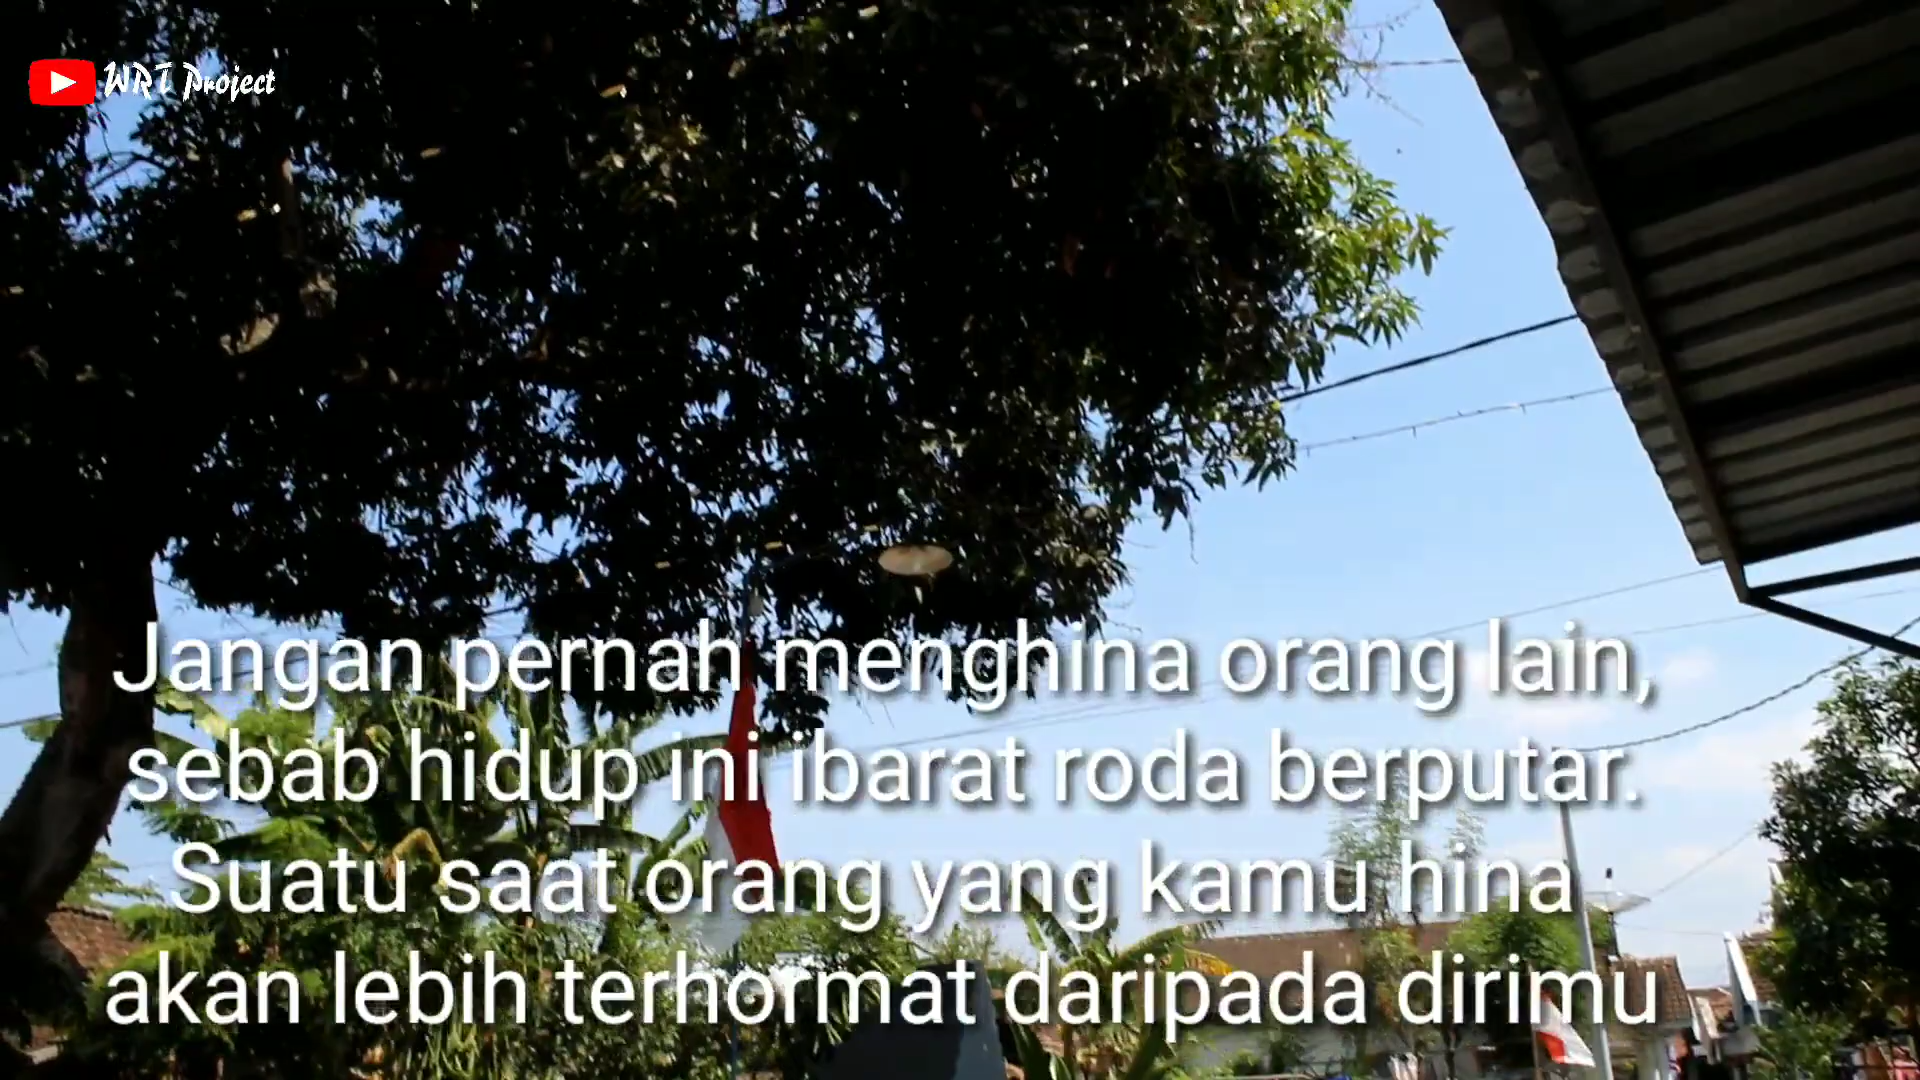 WRT Project
Jangan pernah menghina orang lain,
sebab hidup ini ibarat roda berputar.
Suatu saat orang yang kamu hina
akan lebih terhormat daripada dirimu